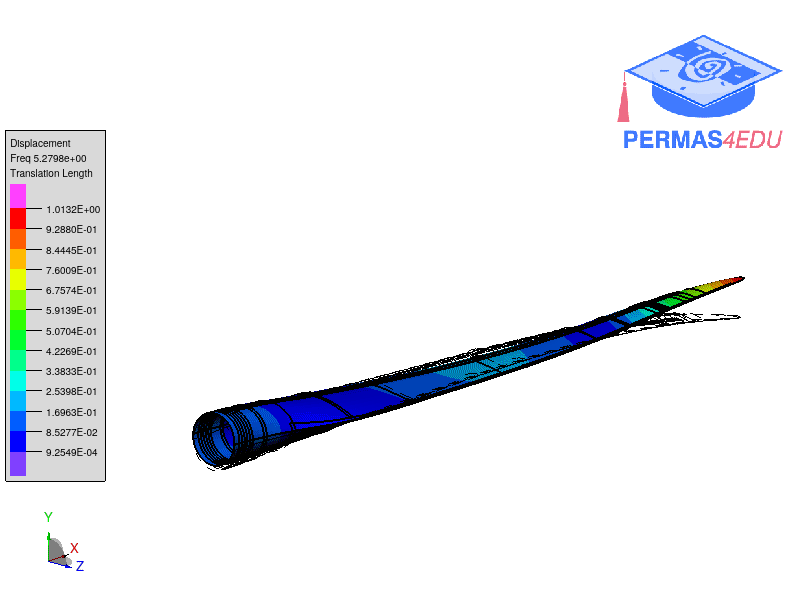 PERMAS4EDU
Displacement
Freq 5.2798e+00
Translation Length
1.0132E+00
9.2880E-01
8.4445E-01
7.6009E-01
6.7574E-01
5.9139E-01
5.0704E-01
4.2269E-01
3.3833E-01
2.5398E-01
1.6963E-01
8.5277E-02
9.2549E-04
Y
X
Z